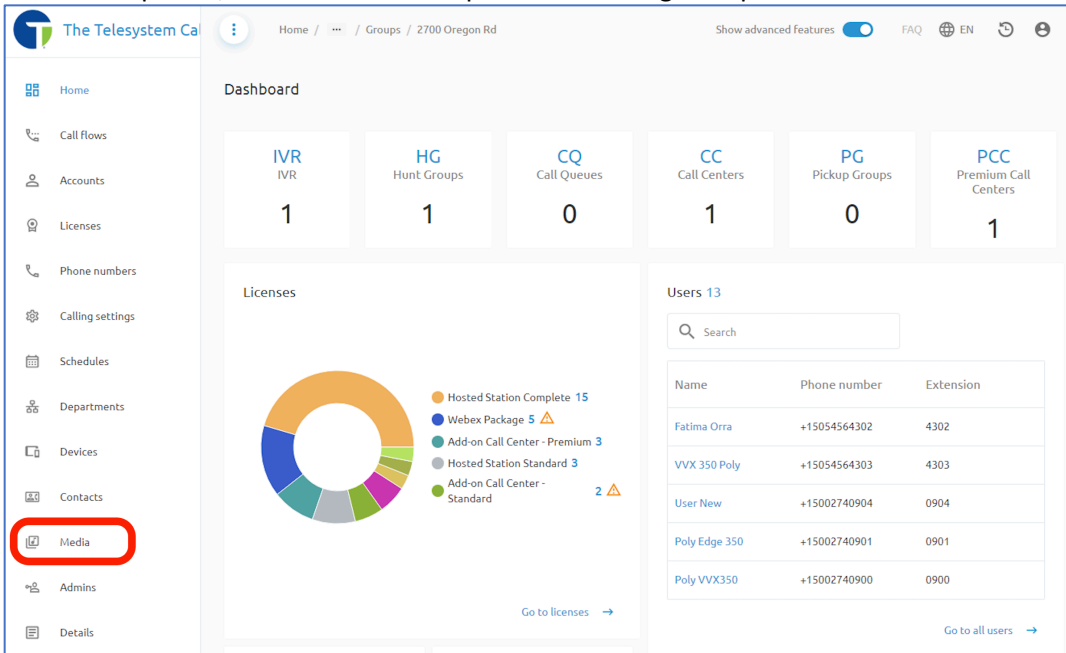 The Telesystem Cal
Home / ... / Groups / 2700 Oregon Rd
Show advanced features
FAQ
EN
Home
Call flows
Accounts
Licenses
Phone numbers
Calling settings
Schedules
Departments
Devices
Contacts
Media
Admins
Details
Dashboard
IVR
IVR
1
HG
Hunt Groups
1
CQ
Call Queues
0
CC
Call Centers
1
PG
Pickup Groups
0
PCC
Premium Call
Centers
1
Licenses
Hosted Station Complete 15
Webex Package 5
Add-on Call Center - Premium 3
Hosted Station Standard 3
Add-on Call Center -
Standard 2
Go to licenses →
Users 13
Search
Name Phone number Extension
Fatima Orra +15054564302 4302
VVX 350 Poly +15054564303 4303
User New +15002740904 0904
Poly Edge 350 +15002740901 0901
Poly VVX350 +15002740900 0900
Go to all users →